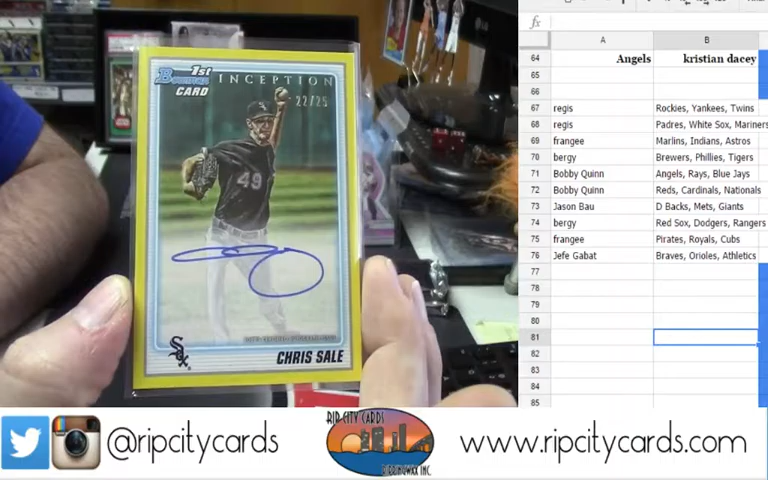 1st
Bowman
CARD
INCEPTION
22/25
49
Sox
CHRIS SALE
fx
A B
64 Angels kristian dacey
65
66
67 regis Rockies, Yankees, Twins
68 regis Padres, White Sox, Mariners
69 frangee Marlins, Indians, Astros
70 bergy Brewers, Phillies, Tigers
71 Bobby Quinn Angels, Rays, Blue Jays
72 Bobby Quinn Reds, Cardinals, Nationals
73 Jason Bau D Backs, Mets, Giants
74 bergy Red Sox, Dodgers, Rangers
75 frangee Pirates, Royals, Cubs
76 Jefe Gabat Braves, Orioles, Athletics
77
78
79
80
81
82
83
84
85
@ripcitycards
RIP CITY CARDS
RIPPINGWAX INC.
www.ripcitycards.com